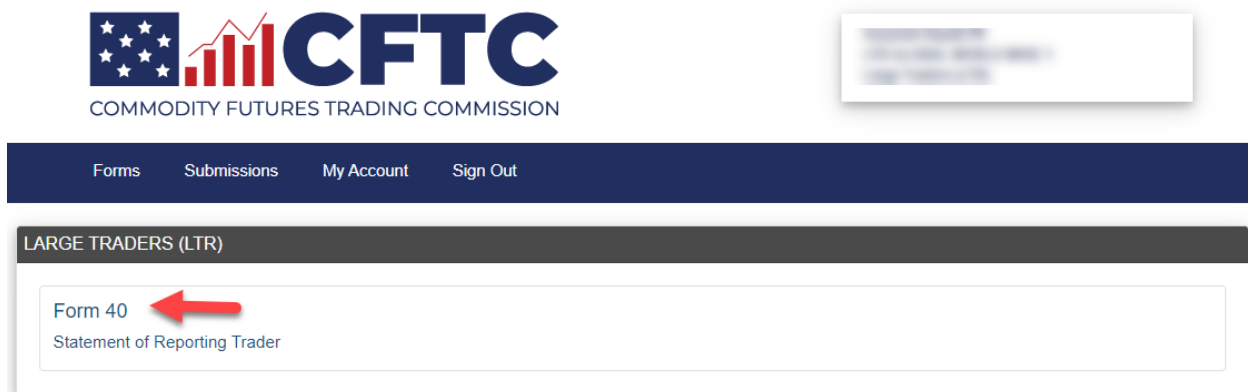 CFTC
COMMODITY FUTURES TRADING COMMISSION
Forms Submissions My Account Sign Out
LARGE TRADERS (LTR)
Form 40
Statement of Reporting Trader